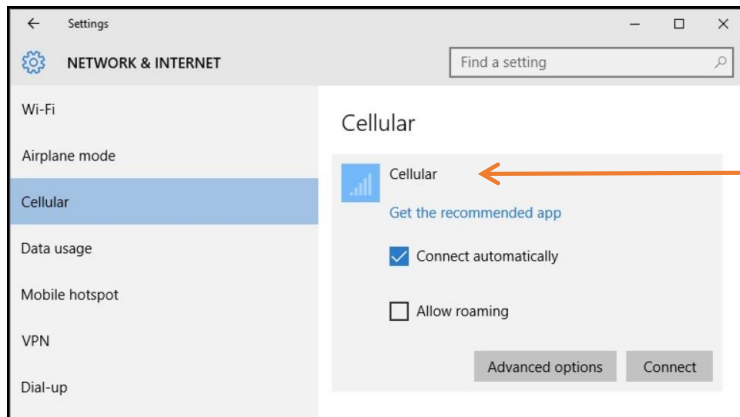 Settings
NETWORK & INTERNET
Find a setting
Wi-Fi
Airplane mode
Cellular
Data usage
Mobile hotspot
VPN
Dial-up
Cellular
Cellular
Get the recommended app
Connect automatically
Allow roaming
Advanced options
Connect